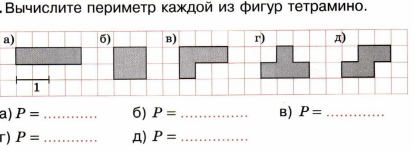 . Вычислите периметр каждой из фигур тетрамино.
а) б) в) г) д)
1
а) P = ............ б) P = ............ в) P = ............
г) P = ............ д) P = ............